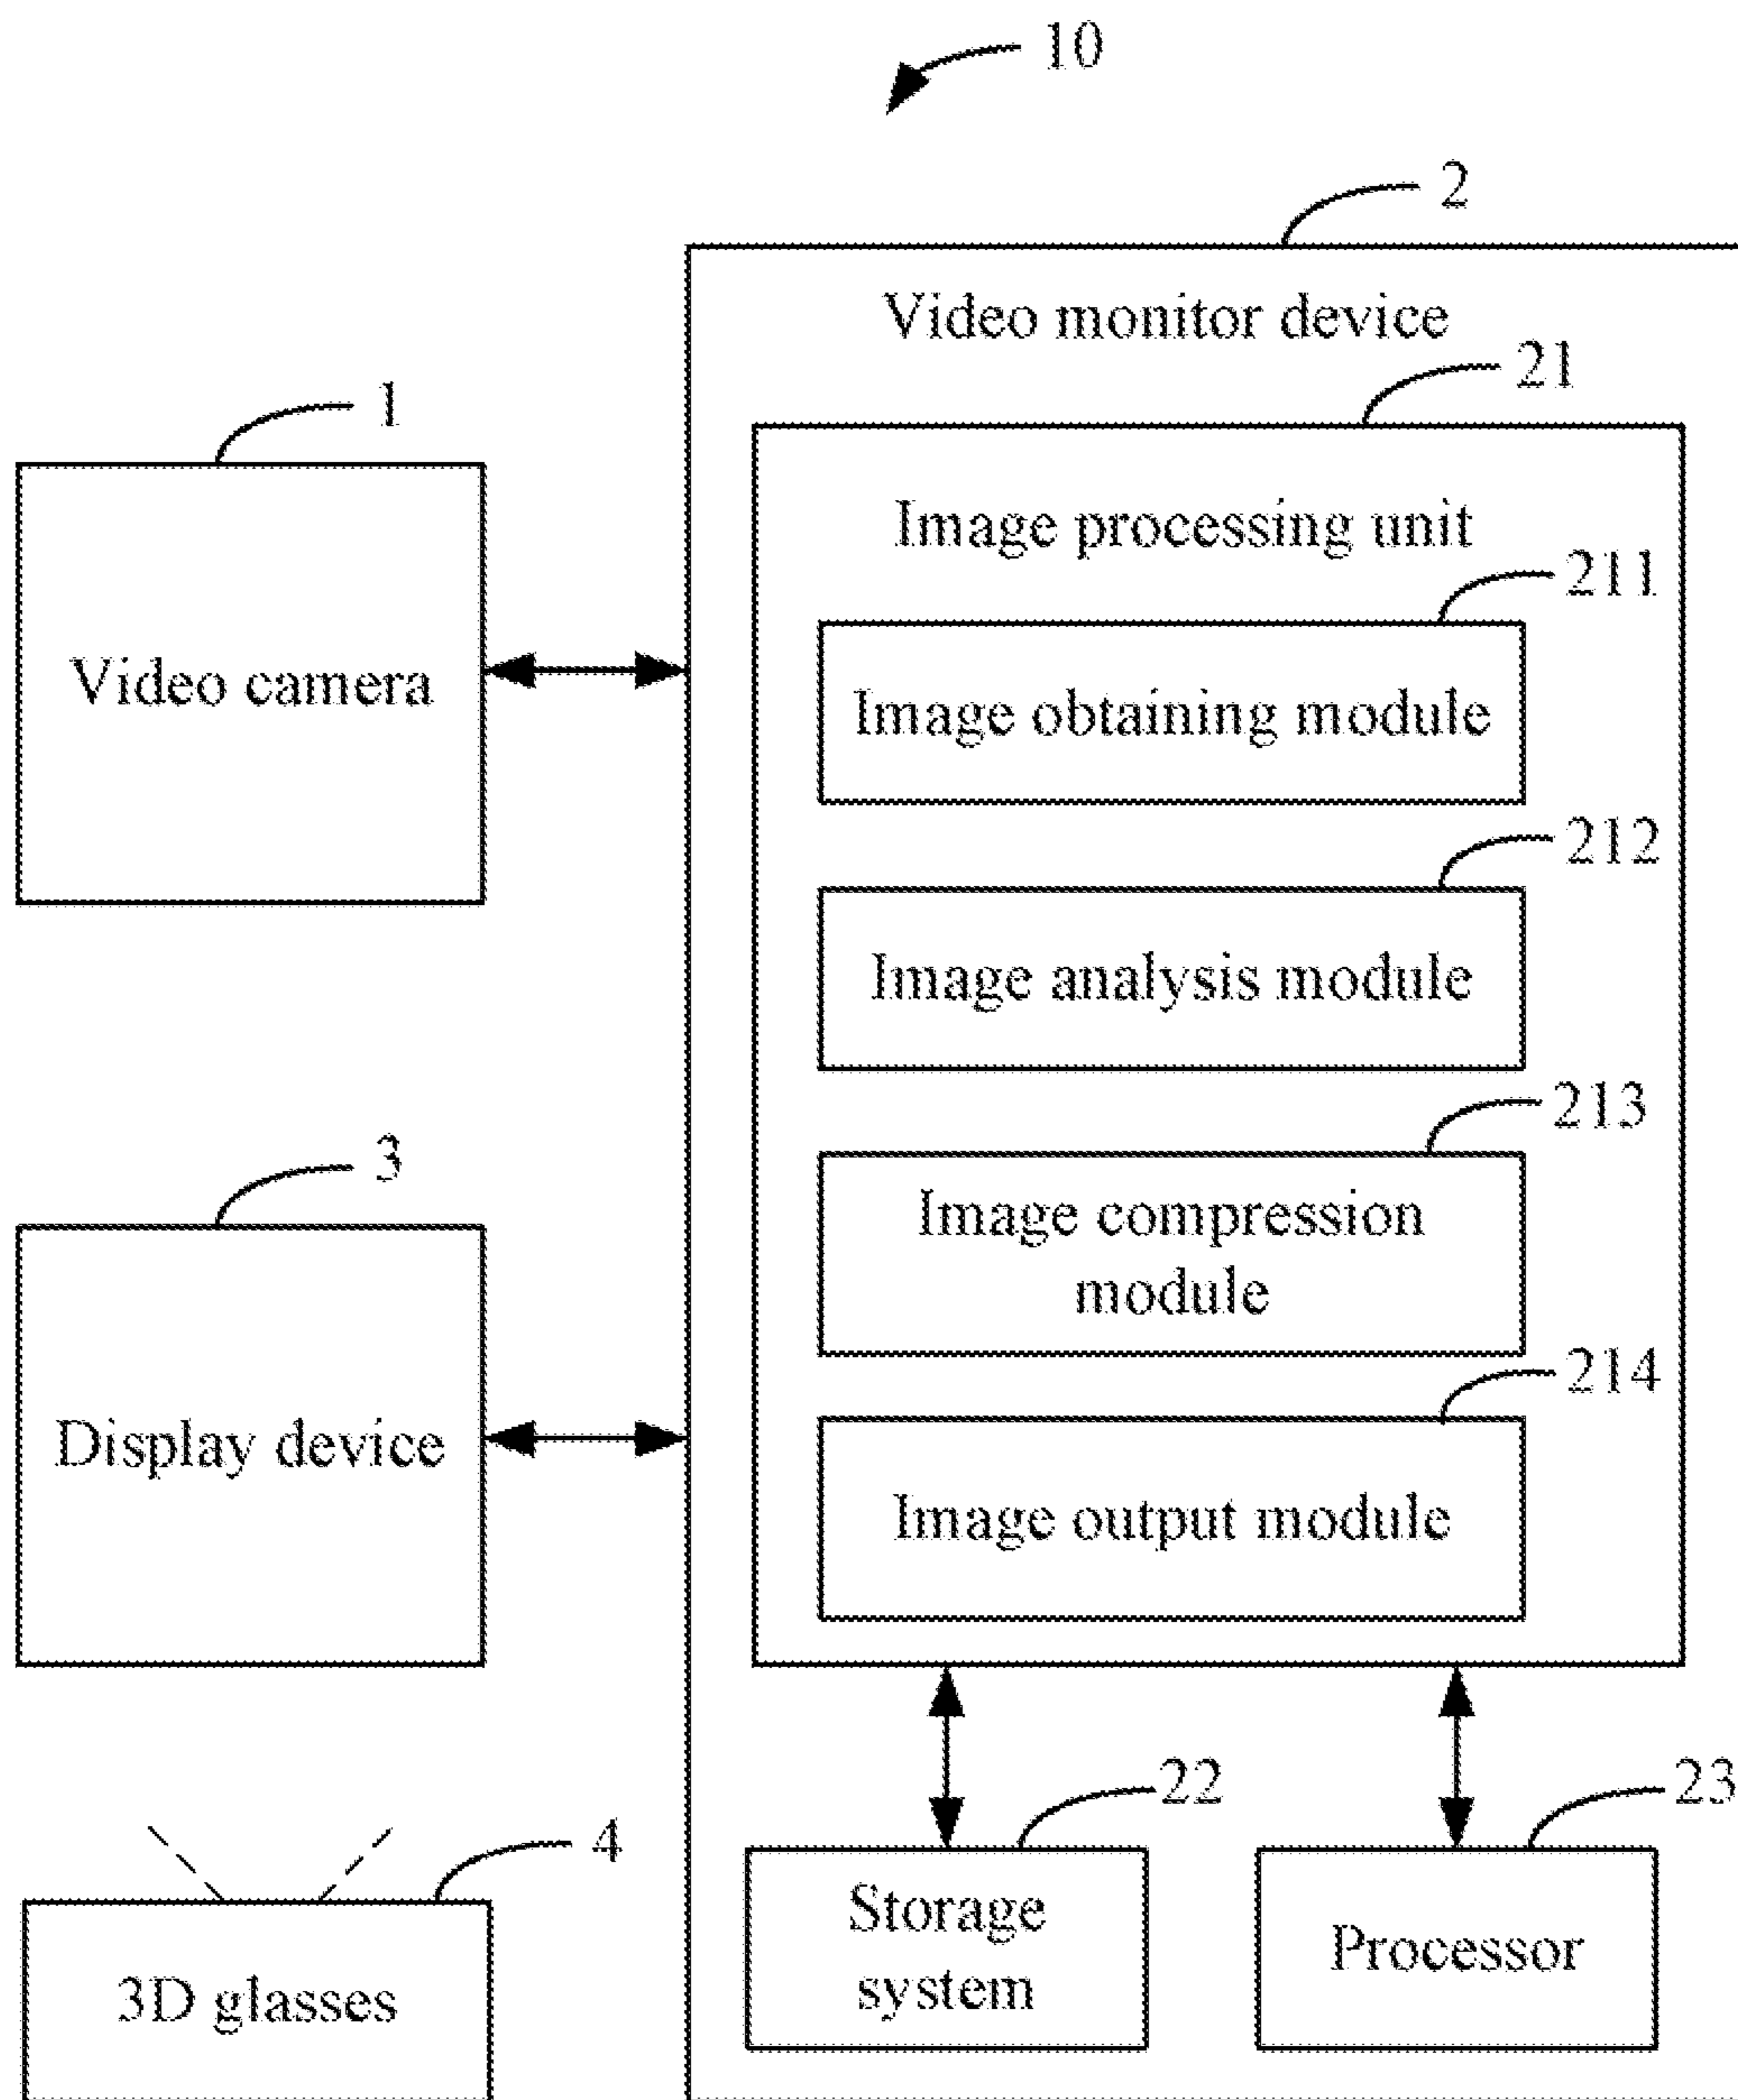 10
2
Video monitor device
21
1
Image processing unit
211
Video camera
Image obtaining module
212
Image analysis module
213
3
Image compression
module
214
Display device
Image output module
22
23
4
Storage
system
Processor
3D glasses